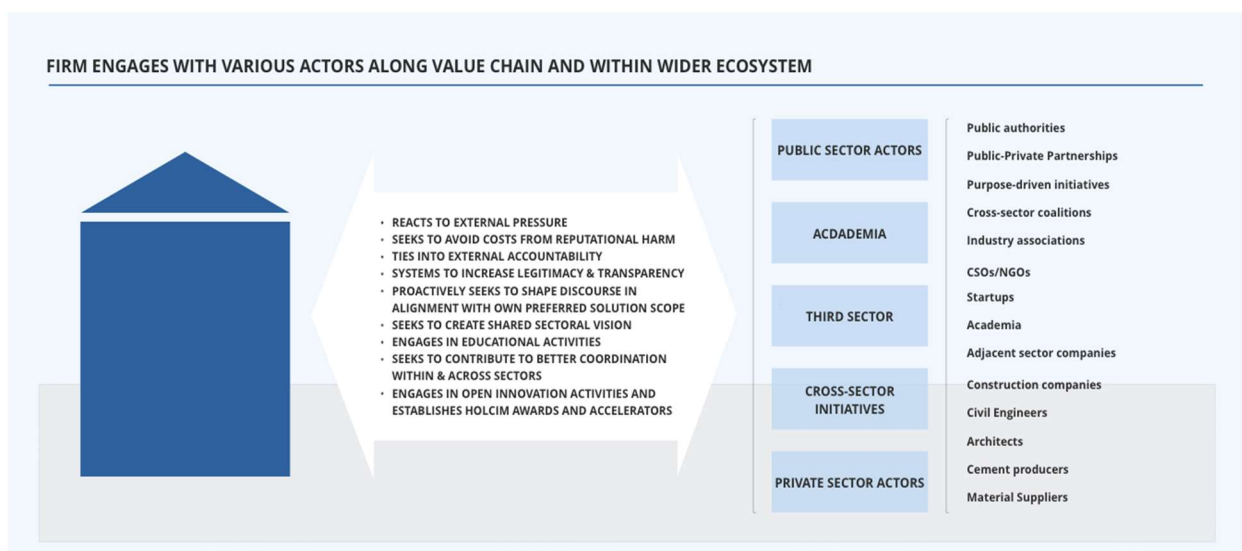 FIRM ENGAGES WITH VARIOUS ACTORS ALONG VALUE CHAIN AND WITHIN WIDER ECOSYSTEM
• REACTS TO EXTERNAL PRESSURE
• SEEKS TO AVOID COSTS FROM REPUTATIONAL HARM
• TIES INTO EXTERNAL ACCOUNTABILITY
• SYSTEMS TO INCREASE LEGITIMACY & TRANSPARENCY
• PROACTIVELY SEEKS TO SHAPE DISCOURSE IN
ALIGNMENT WITH OWN PREFERRED SOLUTION SCOPE
• SEEKS TO CREATE SHARED SECTORAL VISION
• ENGAGES IN EDUCATIONAL ACTIVITIES
• SEEKS TO CONTRIBUTE TO BETTER COORDINATION
WITHIN & ACROSS SECTORS
• ENGAGES IN OPEN INNOVATION ACTIVITIES AND
ESTABLISHES HOLCIM AWARDS AND ACCELERATORS
PUBLIC SECTOR ACTORS
ACDADEMIA
THIRD SECTOR
CROSS-SECTOR
INITIATIVES
PRIVATE SECTOR ACTORS
Public authorities
Public-Private Partnerships
Purpose-driven initiatives
Cross-sector coalitions
Industry associations
CSOs/NGOs
Startups
Academia
Adjacent sector companies
Construction companies
Civil Engineers
Architects
Cement producers
Material Suppliers